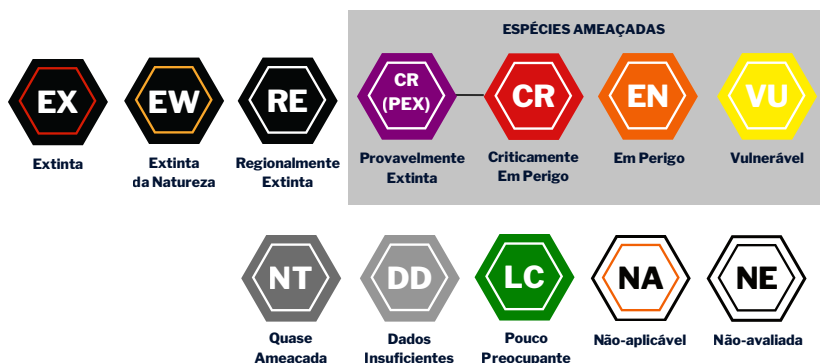 ESPÉCIES AMEAÇADAS
EX
EW
RE
CR
(PEX)
CR
EN
VU
Extinta
Extinta
da Natureza
Regionalmente
Extinta
Provavelmente
Extinta
Criticamente
Em Perigo
Em Perigo
Vulnerável
NT
DD
LC
NA
NE
Quase
Ameaçada
Dados
Insuficientes
Pouco
Preocupante
Não-aplicável
Não-avaliada